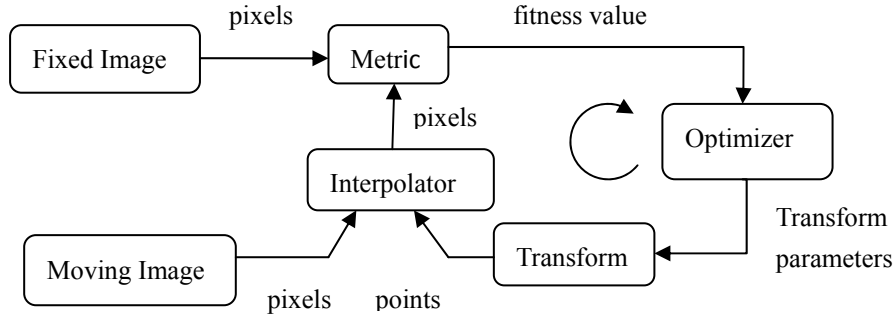 pixels
fitness value
Fixed Image
Metric
pixels
Optimizer
Interpolator
Transform
parameters
Transform
Moving Image
pixels
points